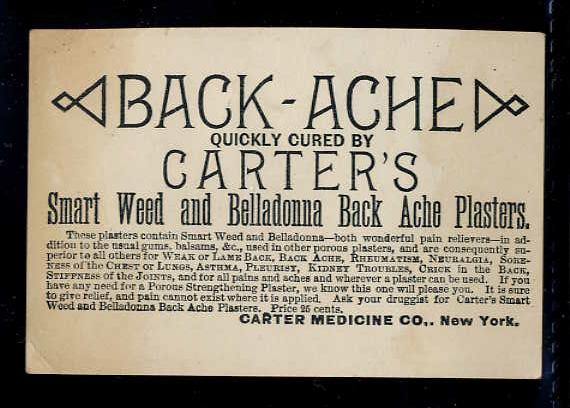 BACK-ACHE
QUICKLY CURED BY
CARTER'S
Smart Weed and Belladonna Back Ache Plasters.
These plasters contain Smart Weed and Belladonna—both wonderful pain relievers—in ad-
dition to the usual gums, balsams, &c., used in other porous plasters, and are consequently su-
perior to all others for WEAK OR LAME BACK, BACK ACHE, RHEUMATISM, NEURALGIA, SORE-
NESS of the CHEST or LUNGS, ASTHMA, PLEURISY, KIDNEY TROUBLES, CRICK in the BACK,
STIFFNESS of the JOINTS, and for all pains and aches and wherever a plaster can be used. If you
have any need for a Porous Strengthening Plaster, we know this one will please you. It is sure
to give relief, and pain cannot exist where it is applied. Ask your druggist for Carter's Smart
Weed and Belladonna Back Ache Plasters. Price 25 cents.
CARTER MEDICINE CO,. New York.